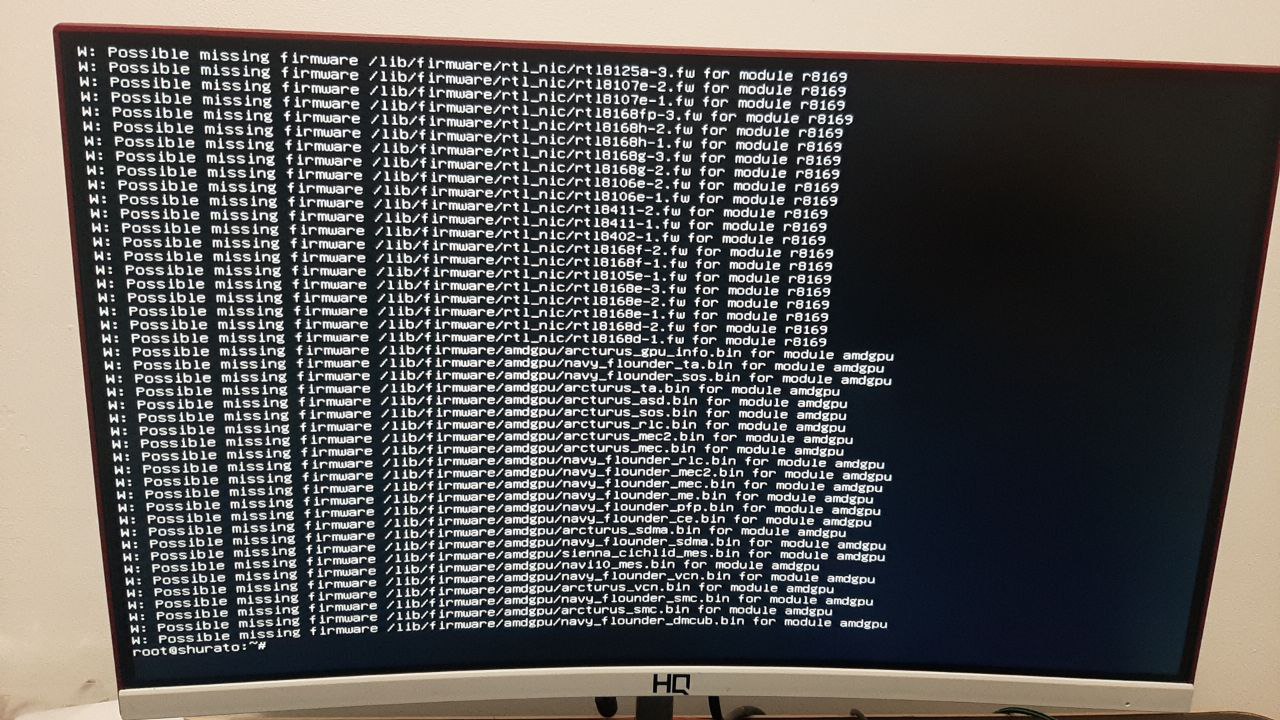 W: Possible missing firmware /lib/firmware/rtl_nic/rtl8125a-3.fw for module r8169
W: Possible missing firmware /lib/firmware/rtl_nic/rtl8107e-2.fw for module r8169
W: Possible missing firmware /lib/firmware/rtl_nic/rtl8107e-1.fw for module r8169
W: Possible missing firmware /lib/firmware/rtl_nic/rtl8168fp-3.fw for module r8169
W: Possible missing firmware /lib/firmware/rtl_nic/rtl8168h-2.fw for module r8169
W: Possible missing firmware /lib/firmware/rtl_nic/rtl8168h-1.fw for module r8169
W: Possible missing firmware /lib/firmware/rtl_nic/rtl8168g-3.fw for module r8169
W: Possible missing firmware /lib/firmware/rtl_nic/rtl8168g-2.fw for module r8169
W: Possible missing firmware /lib/firmware/rtl_nic/rtl8106e-2.fw for module r8169
W: Possible missing firmware /lib/firmware/rtl_nic/rtl8106e-1.fw for module r8169
W: Possible missing firmware /lib/firmware/rtl_nic/rtl8411-2.fw for module r8169
W: Possible missing firmware /lib/firmware/rtl_nic/rtl8411-1.fw for module r8169
W: Possible missing firmware /lib/firmware/rtl_nic/rtl8402-1.fw for module r8169
W: Possible missing firmware /lib/firmware/rtl_nic/rtl8168f-2.fw for module r8169
W: Possible missing firmware /lib/firmware/rtl_nic/rtl8168f-1.fw for module r8169
W: Possible missing firmware /lib/firmware/rtl_nic/rtl8105e-1.fw for module r8169
W: Possible missing firmware /lib/firmware/rtl_nic/rtl8168e-3.fw for module r8169
W: Possible missing firmware /lib/firmware/rtl_nic/rtl8168e-2.fw for module r8169
W: Possible missing firmware /lib/firmware/rtl_nic/rtl8168e-1.fw for module r8169
W: Possible missing firmware /lib/firmware/rtl_nic/rtl8168d-2.fw for module r8169
W: Possible missing firmware /lib/firmware/rtl_nic/rtl8168d-1.fw for module r8169
W: Possible missing firmware /lib/firmware/amdgpu/arcturus_gpu_info.bin for module amdgpu
W: Possible missing firmware /lib/firmware/amdgpu/navy_flounder_ta.bin for module amdgpu
W: Possible missing firmware /lib/firmware/amdgpu/navy_flounder_sos.bin for module amdgpu
W: Possible missing firmware /lib/firmware/amdgpu/arcturus_ta.bin for module amdgpu
W: Possible missing firmware /lib/firmware/amdgpu/arcturus_asd.bin for module amdgpu
W: Possible missing firmware /lib/firmware/amdgpu/arcturus_sos.bin for module amdgpu
W: Possible missing firmware /lib/firmware/amdgpu/arcturus_rlc.bin for module amdgpu
W: Possible missing firmware /lib/firmware/amdgpu/arcturus_mec2.bin for module amdgpu
W: Possible missing firmware /lib/firmware/amdgpu/arcturus_mec.bin for module amdgpu
W: Possible missing firmware /lib/firmware/amdgpu/navy_flounder_rlc.bin for module amdgpu
W: Possible missing firmware /lib/firmware/amdgpu/navy_flounder_mec2.bin for module amdgpu
W: Possible missing firmware /lib/firmware/amdgpu/navy_flounder_mec.bin for module amdgpu
W: Possible missing firmware /lib/firmware/amdgpu/navy_flounder_me.bin for module amdgpu
W: Possible missing firmware /lib/firmware/amdgpu/navy_flounder_pfp.bin for module amdgpu
W: Possible missing firmware /lib/firmware/amdgpu/navy_flounder_ce.bin for module amdgpu
W: Possible missing firmware /lib/firmware/amdgpu/arcturus_sdma.bin for module amdgpu
W: Possible missing firmware /lib/firmware/amdgpu/navy_flounder_sdma.bin for module amdgpu
W: Possible missing firmware /lib/firmware/amdgpu/sienna_cichlid_mes.bin for module amdgpu
W: Possible missing firmware /lib/firmware/amdgpu/navi10_mes.bin for module amdgpu
W: Possible missing firmware /lib/firmware/amdgpu/navy_flounder_vcn.bin for module amdgpu
W: Possible missing firmware /lib/firmware/amdgpu/arcturus_vcn.bin for module amdgpu
W: Possible missing firmware /lib/firmware/amdgpu/navy_flounder_smc.bin for module amdgpu
W: Possible missing firmware /lib/firmware/amdgpu/arcturus_smc.bin for module amdgpu
W: Possible missing firmware /lib/firmware/amdgpu/navy_flounder_dmcub.bin for module amdgpu
root@shurato:~#
HQ